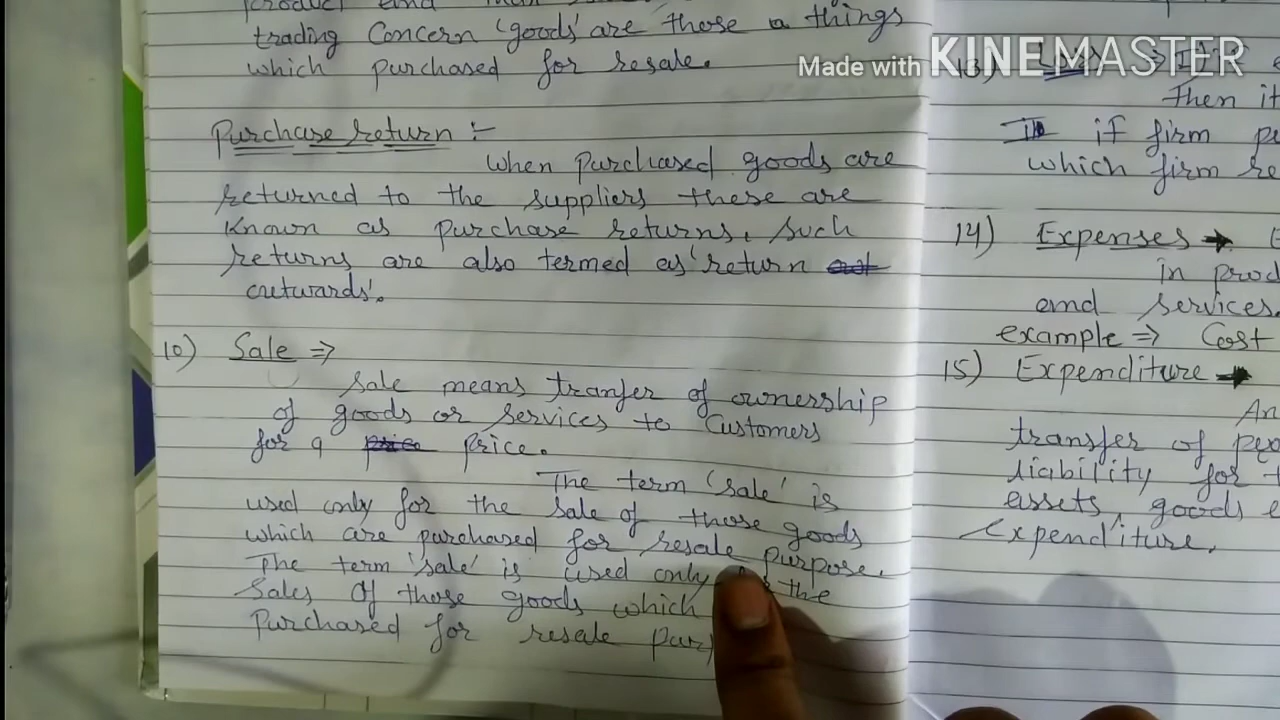 trading Concern 'goods' are those a things
which purchased for resale.
Purchase return :-
When purchased goods are
returned to the suppliers these are
Known as purchase returns. Such
returns are also termed as 'return out
outwards'.
10) Sale ⇒
Sale means tranfer of ownership
of goods or services to Customers
for a price price.
The term 'sale' is
used only for the sale of those goods
which are purchased for resale purpose.
The term 'sale' is used only the
Sales of those goods which
Purchased for resale
Made with KINEMASTER
Then it
if firm
which firm
14) Expenses →
in
and services.
example ⇒ Cost
15) Expenditure →
An
transfer of
liability for
assets, goods
Expenditure.